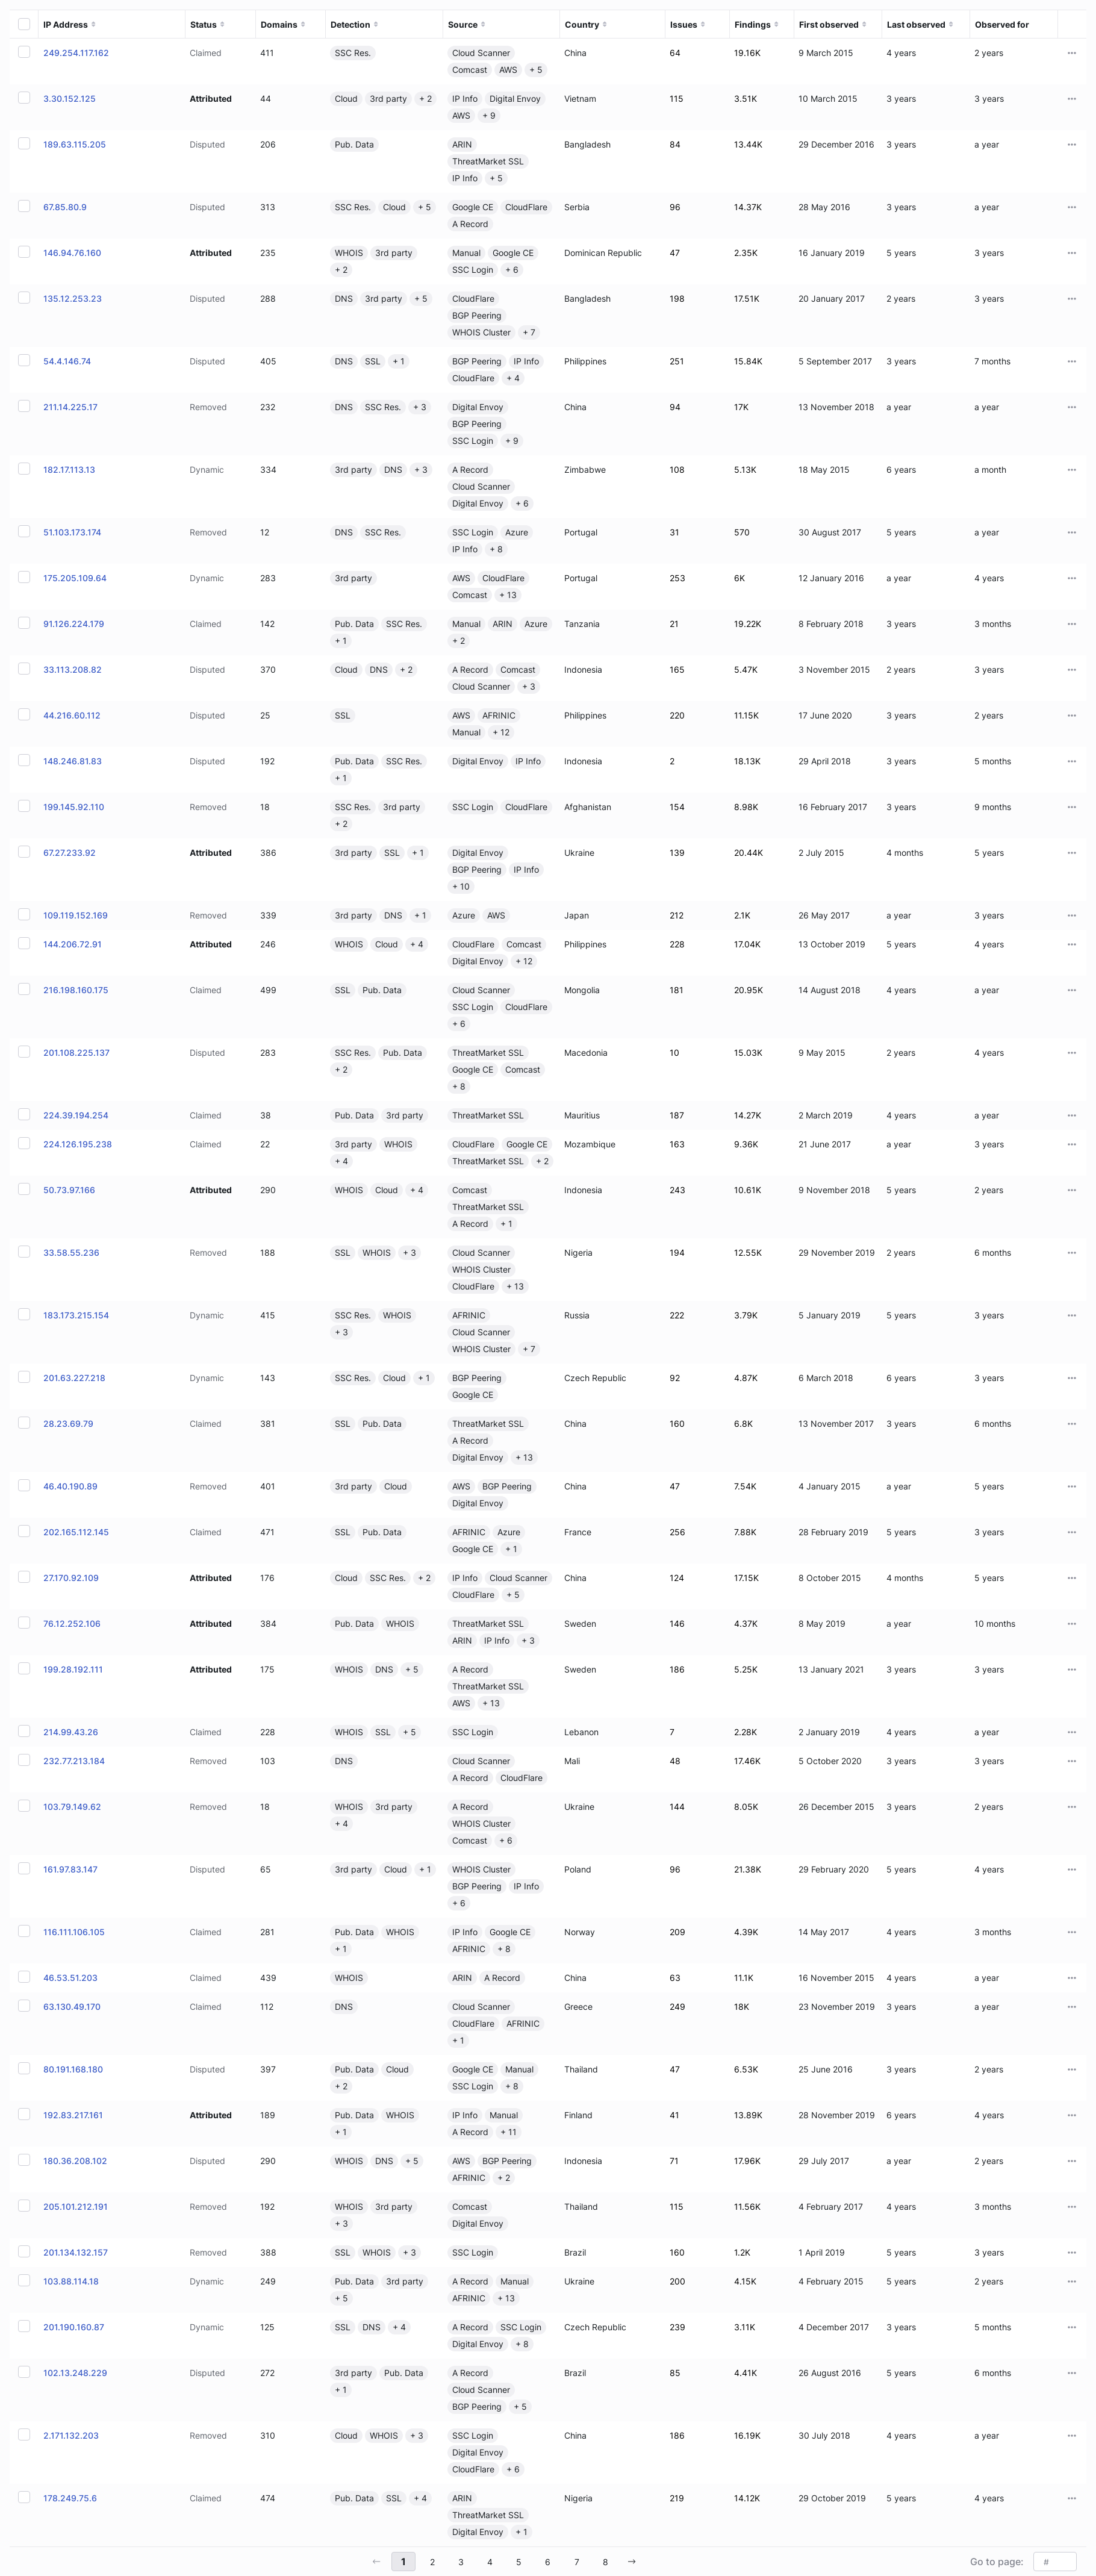 IP Address Status Domains Detection Source Country Issues Findings First observed Last observed Observed for
249.254.117.162 Claimed 411 SSC Res. Cloud Scanner China 64 19.16K 9 March 2015 4 years 2 years
Comcast AWS + 5
3.30.152.125 Attributed 44 Cloud 3rd party + 2 IP Info Digital Envoy Vietnam 115 3.51K 10 March 2015 3 years 3 years
AWS + 9
189.63.115.205 Disputed 206 Pub. Data ARIN Bangladesh 84 13.44K 29 December 2016 3 years a year
ThreatMarket SSL
IP Info + 5
67.85.80.9 Disputed 313 SSC Res. Cloud + 5 Google CE CloudFlare Serbia 96 14.37K 28 May 2016 3 years a year
A Record
146.94.76.160 Attributed 235 WHOIS 3rd party Manual Google CE Dominican Republic 47 2.35K 16 January 2019 5 years 3 years
+ 2 SSC Login + 6
135.12.253.23 Disputed 288 DNS 3rd party + 5 CloudFlare Bangladesh 198 17.51K 20 January 2017 2 years 3 years
BGP Peering
WHOIS Cluster + 7
54.4.146.74 Disputed 405 DNS SSL + 1 BGP Peering IP Info Philippines 251 15.84K 5 September 2017 3 years 7 months
CloudFlare + 4
211.14.225.17 Removed 232 DNS SSC Res. + 3 Digital Envoy China 94 17K 13 November 2018 a year a year
BGP Peering
SSC Login + 9
182.17.113.13 Dynamic 334 3rd party DNS + 3 A Record Zimbabwe 108 5.13K 18 May 2015 6 years a month
Cloud Scanner
Digital Envoy + 6
51.103.173.174 Removed 12 DNS SSC Res. SSC Login Azure Portugal 31 570 30 August 2017 5 years a year
IP Info + 8
175.205.109.64 Dynamic 283 3rd party AWS CloudFlare Portugal 253 6K 12 January 2016 a year 4 years
Comcast + 13
91.126.224.179 Claimed 142 Pub. Data SSC Res. Manual ARIN Azure Tanzania 21 19.22K 8 February 2018 3 years 3 months
+ 1 + 2
33.113.208.82 Disputed 370 Cloud DNS + 2 A Record Comcast Indonesia 165 5.47K 3 November 2015 2 years 3 years
Cloud Scanner + 3
44.216.60.112 Disputed 25 SSL AWS AFRINIC Philippines 220 11.15K 17 June 2020 3 years 2 years
Manual + 12
148.246.81.83 Disputed 192 Pub. Data SSC Res. Digital Envoy IP Info Indonesia 2 18.13K 29 April 2018 3 years 5 months
+ 1
199.145.92.110 Removed 18 SSC Res. 3rd party SSC Login CloudFlare Afghanistan 154 8.98K 16 February 2017 3 years 9 months
+ 2
67.27.233.92 Attributed 386 3rd party SSL + 1 Digital Envoy Ukraine 139 20.44K 2 July 2015 4 months 5 years
BGP Peering IP Info
+ 10
109.119.152.169 Removed 339 3rd party DNS + 1 Azure AWS Japan 212 2.1K 26 May 2017 a year 3 years
144.206.72.91 Attributed 246 WHOIS Cloud + 4 CloudFlare Comcast Philippines 228 17.04K 13 October 2019 5 years 4 years
Digital Envoy + 12
216.198.160.175 Claimed 499 SSL Pub. Data Cloud Scanner Mongolia 181 20.95K 14 August 2018 4 years a year
SSC Login CloudFlare
+ 6
201.108.225.137 Disputed 283 SSC Res. Pub. Data ThreatMarket SSL Macedonia 10 15.03K 9 May 2015 2 years 4 years
+ 2 Google CE Comcast
+ 8
224.39.194.254 Claimed 38 Pub. Data 3rd party ThreatMarket SSL Mauritius 187 14.27K 2 March 2019 4 years a year
224.126.195.238 Claimed 22 3rd party WHOIS CloudFlare Google CE Mozambique 163 9.36K 21 June 2017 a year 3 years
+ 4 ThreatMarket SSL + 2
50.73.97.166 Attributed 290 WHOIS Cloud + 4 Comcast Indonesia 243 10.61K 9 November 2018 5 years 2 years
ThreatMarket SSL
A Record + 1
33.58.55.236 Removed 188 SSL WHOIS + 3 Cloud Scanner Nigeria 194 12.55K 29 November 2019 2 years 6 months
WHOIS Cluster
CloudFlare + 13
183.173.215.154 Dynamic 415 SSC Res. WHOIS AFRINIC Russia 222 3.79K 5 January 2019 5 years 3 years
+ 3 Cloud Scanner
WHOIS Cluster + 7
201.63.227.218 Dynamic 143 SSC Res. Cloud + 1 BGP Peering Czech Republic 92 4.87K 6 March 2018 6 years 3 years
Google CE
28.23.69.79 Claimed 381 SSL Pub. Data ThreatMarket SSL China 160 6.8K 13 November 2017 3 years 6 months
A Record
Digital Envoy + 13
46.40.190.89 Removed 401 3rd party Cloud AWS BGP Peering China 47 7.54K 4 January 2015 a year 5 years
Digital Envoy
202.165.112.145 Claimed 471 SSL Pub. Data AFRINIC Azure France 256 7.88K 28 February 2019 5 years 3 years
Google CE + 1
27.170.92.109 Attributed 176 Cloud SSC Res. + 2 IP Info Cloud Scanner China 124 17.15K 8 October 2015 4 months 5 years
CloudFlare + 5
76.12.252.106 Attributed 384 Pub. Data WHOIS ThreatMarket SSL Sweden 146 4.37K 8 May 2019 a year 10 months
ARIN IP Info + 3
199.28.192.111 Attributed 175 WHOIS DNS + 5 A Record Sweden 186 5.25K 13 January 2021 3 years 3 years
ThreatMarket SSL
AWS + 13
214.99.43.26 Claimed 228 WHOIS SSL + 5 SSC Login Lebanon 7 2.28K 2 January 2019 4 years a year
232.77.213.184 Removed 103 DNS Cloud Scanner Mali 48 17.46K 5 October 2020 3 years 3 years
A Record CloudFlare
103.79.149.62 Removed 18 WHOIS 3rd party A Record Ukraine 144 8.05K 26 December 2015 3 years 2 years
+ 4 WHOIS Cluster
Comcast + 6
161.97.83.147 Disputed 65 3rd party Cloud + 1 WHOIS Cluster Poland 96 21.38K 29 February 2020 5 years 4 years
BGP Peering IP Info
+ 6
116.111.106.105 Claimed 281 Pub. Data WHOIS IP Info Google CE Norway 209 4.39K 14 May 2017 4 years 3 months
+ 1 AFRINIC + 8
46.53.51.203 Claimed 439 WHOIS ARIN A Record China 63 11.1K 16 November 2015 4 years a year
63.130.49.170 Claimed 112 DNS Cloud Scanner Greece 249 18K 23 November 2019 3 years a year
CloudFlare AFRINIC
+ 1
80.191.168.180 Disputed 397 Pub. Data Cloud Google CE Manual Thailand 47 6.53K 25 June 2016 3 years 2 years
+ 2 SSC Login + 8
192.83.217.161 Attributed 189 Pub. Data WHOIS IP Info Manual Finland 41 13.89K 28 November 2019 6 years 4 years
+ 1 A Record + 11
180.36.208.102 Disputed 290 WHOIS DNS + 5 AWS BGP Peering Indonesia 71 17.96K 29 July 2017 a year 2 years
AFRINIC + 2
205.101.212.191 Removed 192 WHOIS 3rd party Comcast Thailand 115 11.56K 4 February 2017 4 years 3 months
+ 3 Digital Envoy
201.134.132.157 Removed 388 SSL WHOIS + 3 SSC Login Brazil 160 1.2K 1 April 2019 5 years 3 years
103.88.114.18 Dynamic 249 Pub. Data 3rd party A Record Manual Ukraine 200 4.15K 4 February 2015 5 years 2 years
+ 5 AFRINIC + 13
201.190.160.87 Dynamic 125 SSL DNS + 4 A Record SSC Login Czech Republic 239 3.11K 4 December 2017 3 years 5 months
Digital Envoy + 8
102.13.248.229 Disputed 272 3rd party Pub. Data A Record Brazil 85 4.41K 26 August 2016 5 years 6 months
+ 1 Cloud Scanner
BGP Peering + 5
2.171.132.203 Removed 310 Cloud WHOIS + 3 SSC Login China 186 16.19K 30 July 2018 4 years a year
Digital Envoy
CloudFlare + 6
178.249.75.6 Claimed 474 Pub. Data SSL + 4 ARIN Nigeria 219 14.12K 29 October 2019 5 years 4 years
ThreatMarket SSL
Digital Envoy + 1
← 1 2 3 4 5 6 7 8 → Go to page: #